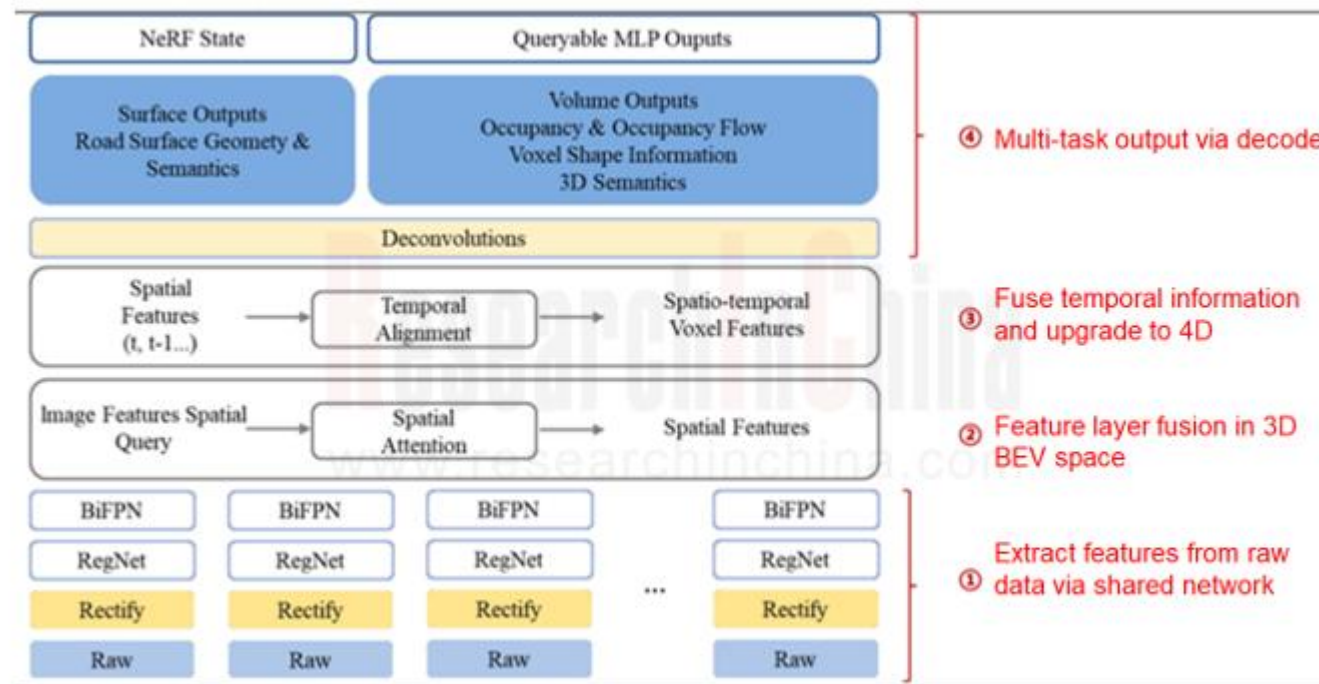 NeRF State
Queryable MLP Ouputs
Surface Outputs
Road Surface Geomety &
Semantics
Volume Outputs
Occupancy & Occupancy Flow
Voxel Shape Information
3D Semantics
④ Multi-task output via decode
Deconvolutions
Spatial
Features
(t, t-1...)
Temporal
Alignment
Spatio-temporal
Voxel Features
③ Fuse temporal information
and upgrade to 4D
ResearchInChina
Image Features Spatial
Query
Spatial
Attention
Spatial Features
② Feature layer fusion in 3D
BEV space
www.researchinchina.com
BiFPN BiFPN BiFPN BiFPN
RegNet RegNet RegNet ... RegNet
① Extract features from raw
data via shared network
Rectify Rectify Rectify Rectify
Raw Raw Raw Raw